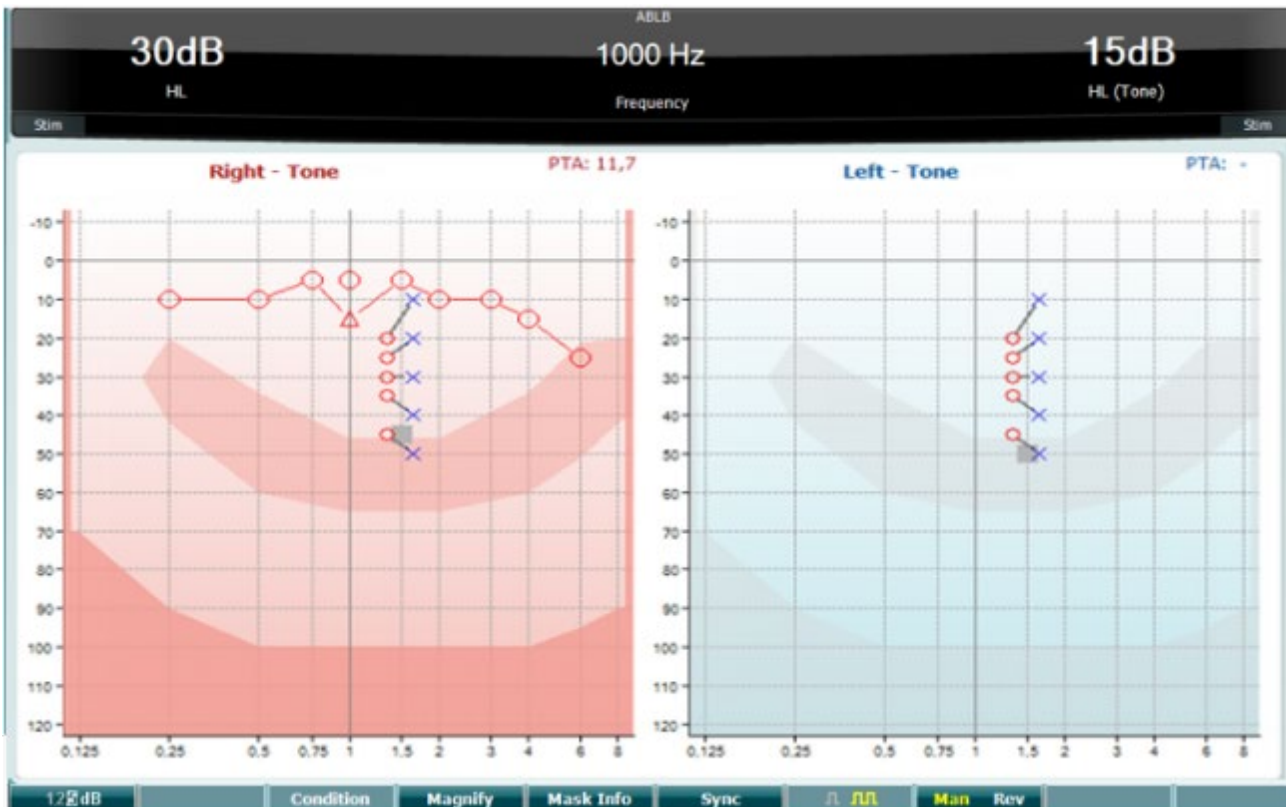 ABLB
30dB 1000 Hz 15dB
HL Frequency HL (Tone)
Stim Stim
Right - Tone PTA: 11,7 Left - Tone PTA: -
-10 -10
0 0
10 10
20 20
30 30
40 40
50 50
60 60
70 70
80 80
90 90
100 100
110 110
120 120
0,125 0,25 0,5 0,75 1 1,5 2 3 4 6 8 0,125 0,25 0,5 0,75 1 1,5 2 3 4 6 8
dB Condition Magnify Mask Info Sync Man Rev